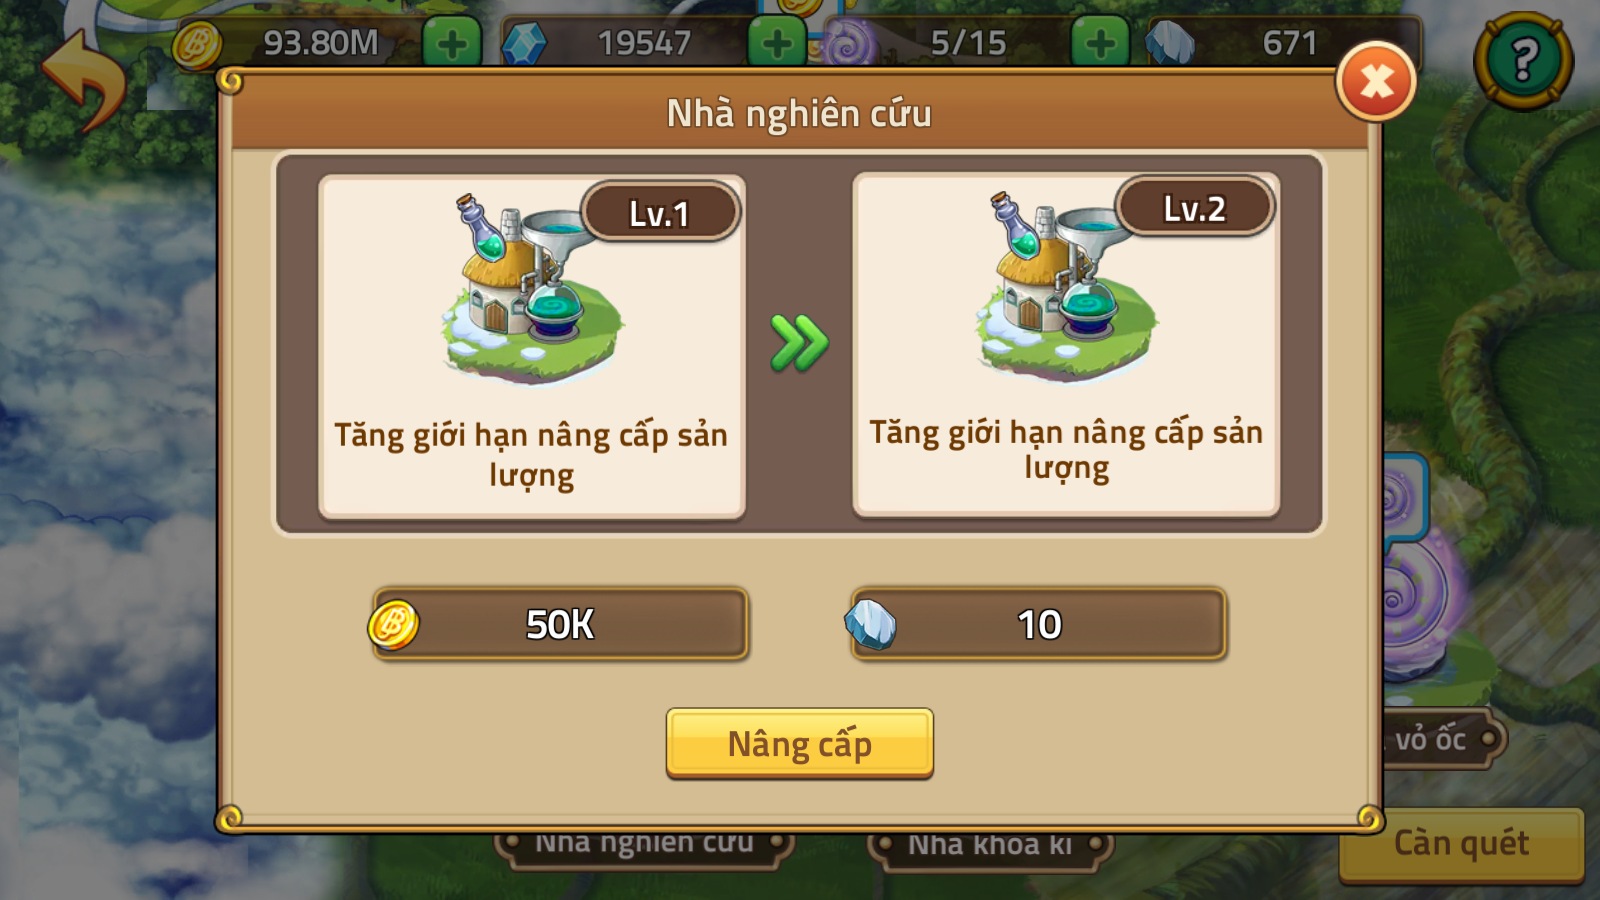 93.80M
19547
5/15
671
Nhà nghiên cứu
Lv.1
Lv.2
Tăng giới hạn nâng cấp sản
lượng
Tăng giới hạn nâng cấp sản
lượng
50K
10
Nâng cấp
vỏ ốc
Nhà nghiên cứu
Nhà khoa kĩ
Càn quét